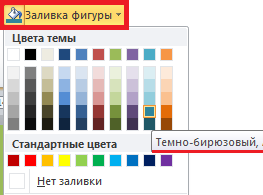 Заливка фигуры
Цвета темы
Темно-бирюзовый, .
Стандартные цвета
Нет заливки